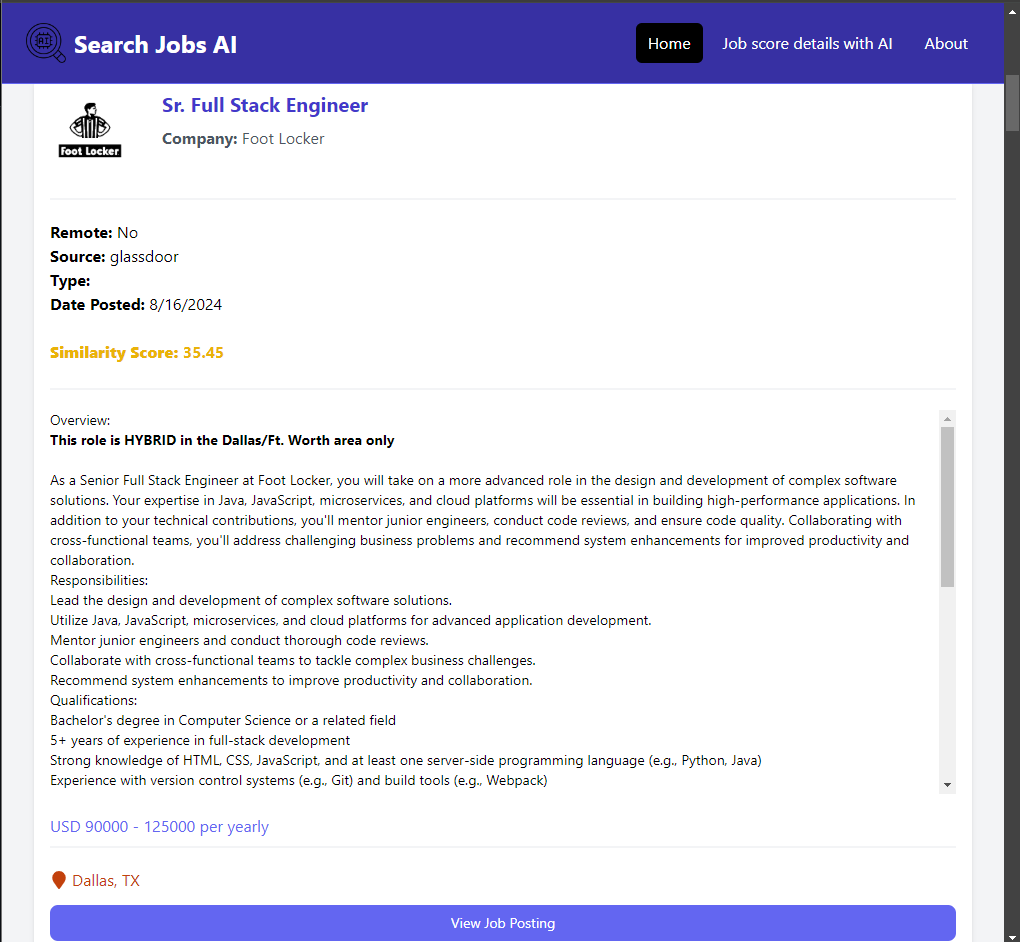 AI
Search Jobs AI
Home
Job score details with AI
About
Foot Locker
Sr. Full Stack Engineer
Company: Foot Locker
Remote: No
Source: glassdoor
Type:
Date Posted: 8/16/2024
Similarity Score: 35.45
Overview:
This role is HYBRID in the Dallas/Ft. Worth area only
As a Senior Full Stack Engineer at Foot Locker, you will take on a more advanced role in the design and development of complex software
solutions. Your expertise in Java, JavaScript, microservices, and cloud platforms will be essential in building high-performance applications. In
addition to your technical contributions, you'll mentor junior engineers, conduct code reviews, and ensure code quality. Collaborating with
cross-functional teams, you'll address challenging business problems and recommend system enhancements for improved productivity and
collaboration.
Responsibilities:
Lead the design and development of complex software solutions.
Utilize Java, JavaScript, microservices, and cloud platforms for advanced application development.
Mentor junior engineers and conduct thorough code reviews.
Collaborate with cross-functional teams to tackle complex business challenges.
Recommend system enhancements to improve productivity and collaboration.
Qualifications:
Bachelor's degree in Computer Science or a related field
5+ years of experience in full-stack development
Strong knowledge of HTML, CSS, JavaScript, and at least one server-side programming language (e.g., Python, Java)
Experience with version control systems (e.g., Git) and build tools (e.g., Webpack)
USD 90000 - 125000 per yearly
Dallas, TX
View Job Posting